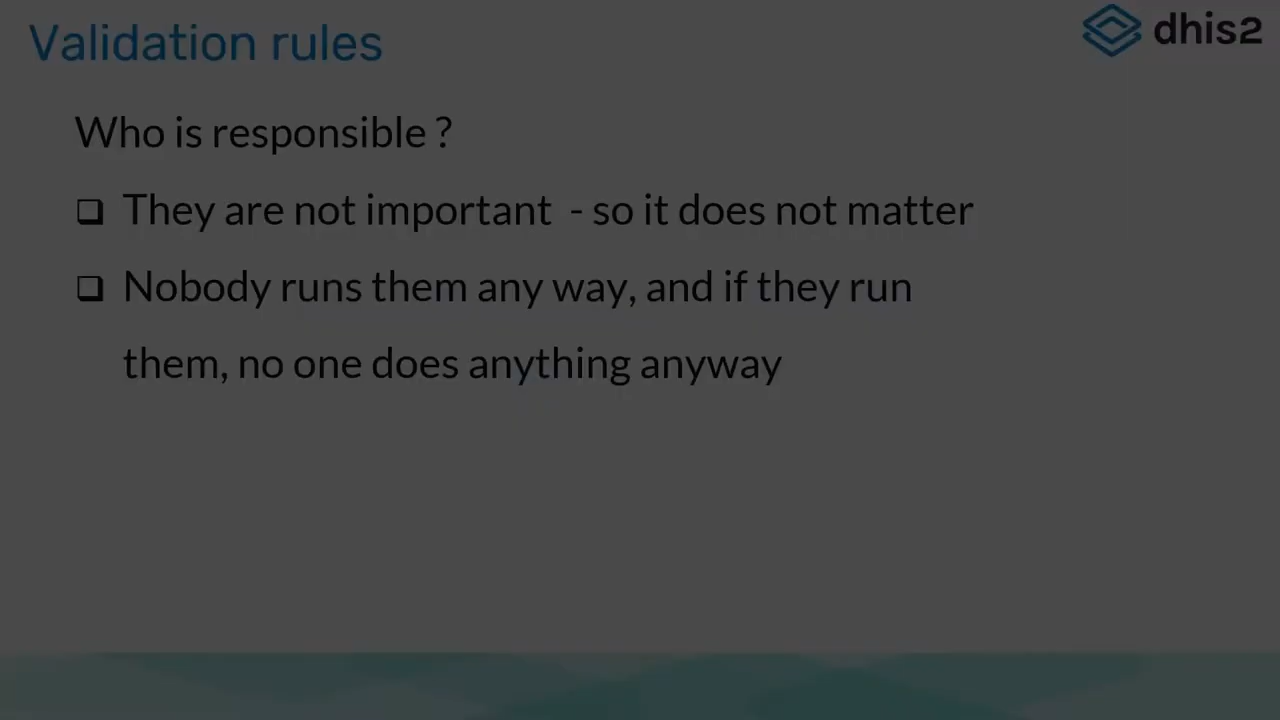 Validation rules
dhis2
Who is responsible ?
They are not important - so it does not matter
Nobody runs them any way, and if they run
them, no one does anything anyway